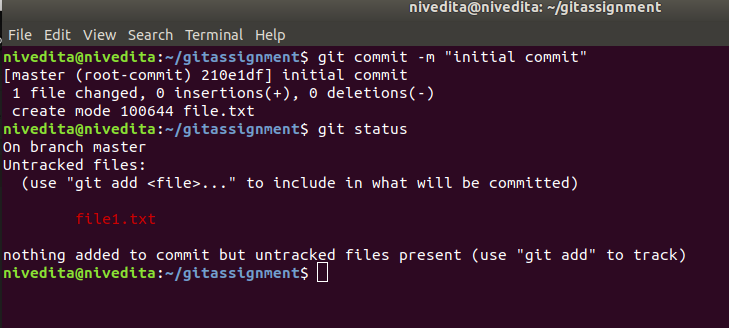 nivedita@nivedita: ~/gitassignment
File Edit View Search Terminal Help
nivedita@nivedita:~/gitassignment$ git commit -m "initial commit"
[master (root-commit) 210e1df] initial commit
 1 file changed, 0 insertions(+), 0 deletions(-)
 create mode 100644 file.txt
nivedita@nivedita:~/gitassignment$ git status
On branch master
Untracked files:
  (use "git add <file>..." to include in what will be committed)
        file1.txt
nothing added to commit but untracked files present (use "git add" to track)
nivedita@nivedita:~/gitassignment$